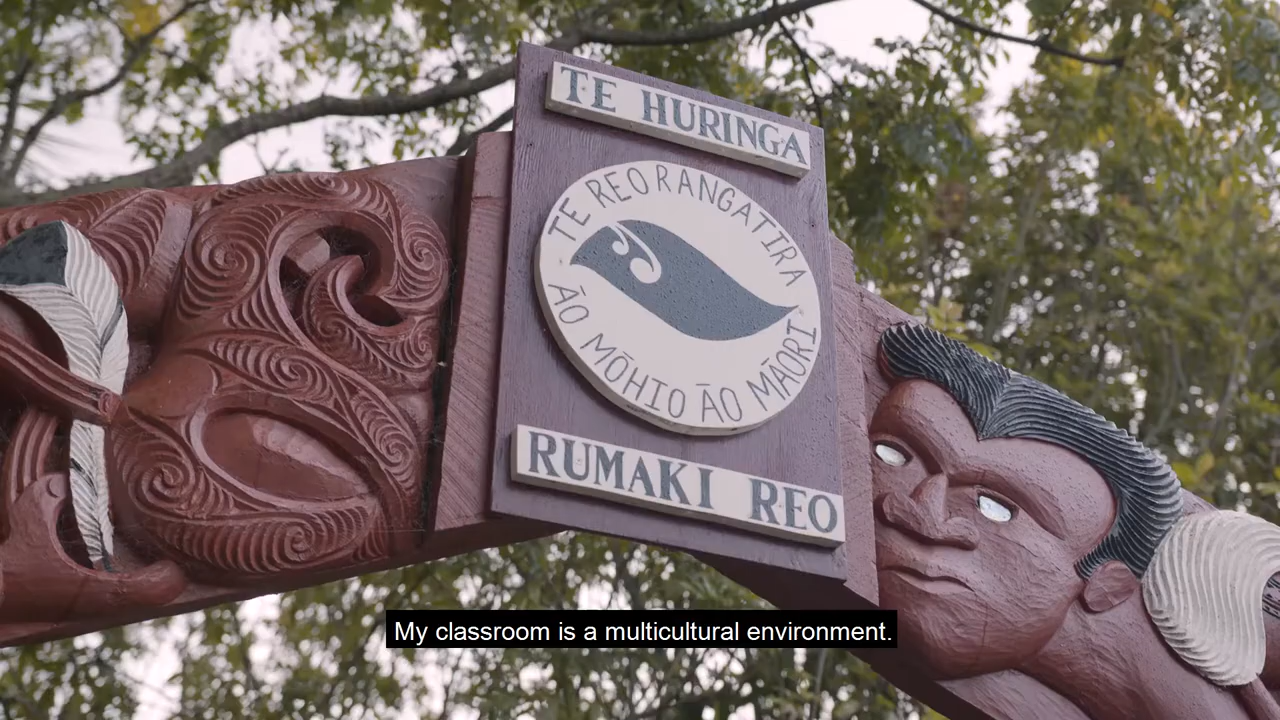 TE HURINGA
TE REO RANGATIRA
ĀO MŌHIO ĀO MĀORI
RUMAKI REO
My classroom is a multicultural environment.